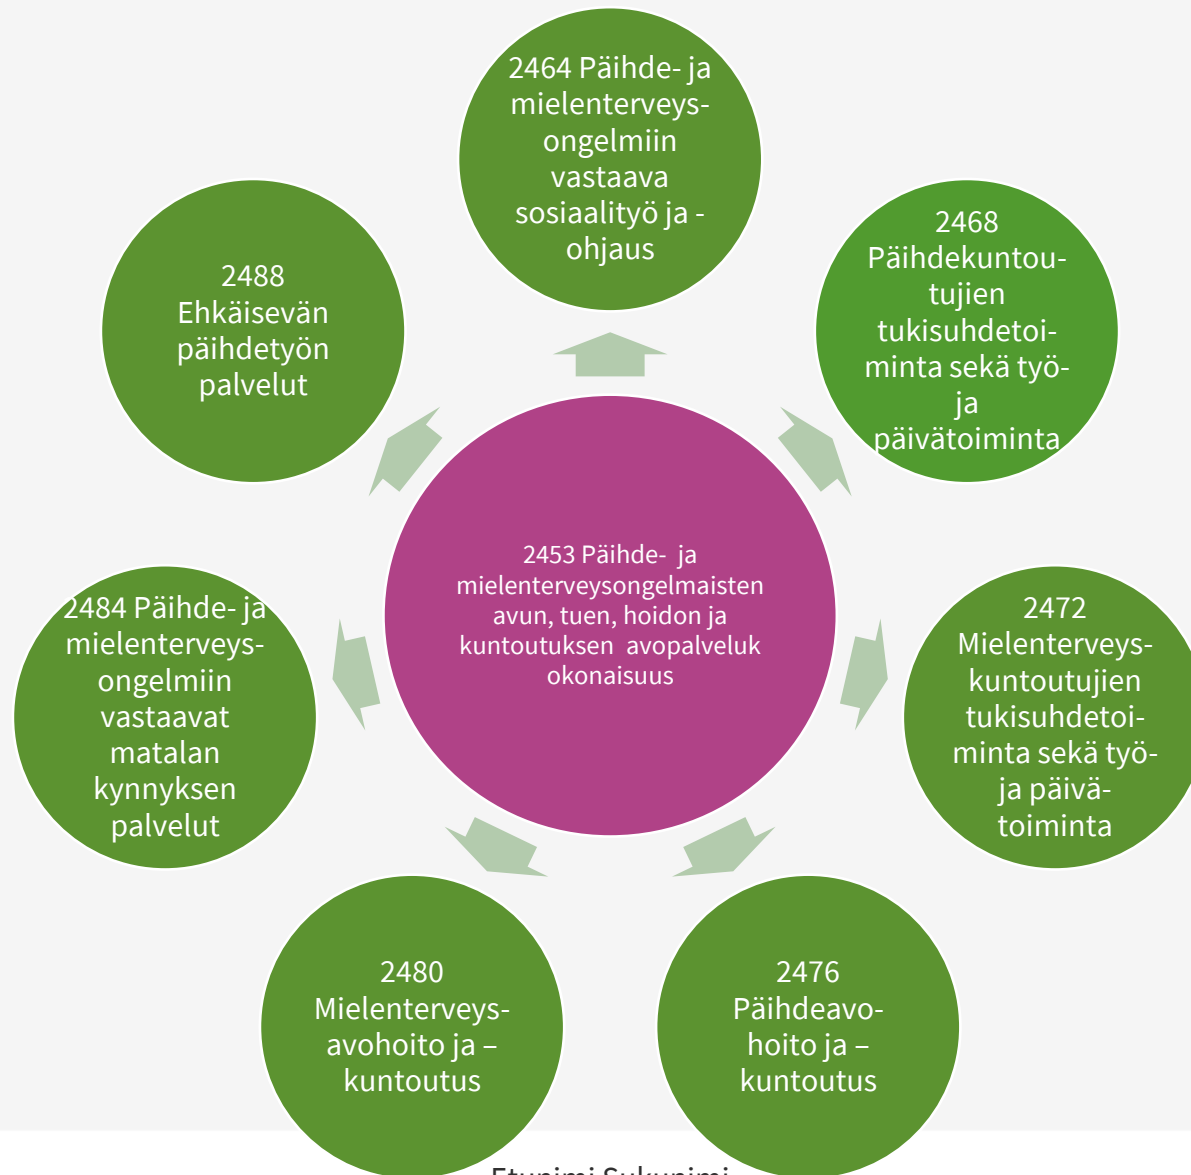 2464 Päihde- ja
mielenterveys-
ongelmiin
vastaava
sosiaalityö ja -
ohjaus
2468
Päihdekuntou-
tujien
tukisuhdetoi-
minta sekä työ-
ja
päivätoiminta
2472
Mielenterveys-
kuntoutujien
tukisuhdetoi-
minta sekä työ-
ja päivä-
toiminta
2476
Päihdeavo-
hoito ja –
kuntoutus
2480
Mielenterveys-
avohoito ja –
kuntoutus
2484 Päihde- ja
mielenterveys-
ongelmiin
vastaavat
matalan
kynnyksen
palvelut
2488
Ehkäisevän
päihdetyön
palvelut
2453 Päihde- ja
mielenterveysongelmaisten
avun, tuen, hoidon ja
kuntoutuksen avopalveluk
okonaisuus
Etunimi Sukunimi